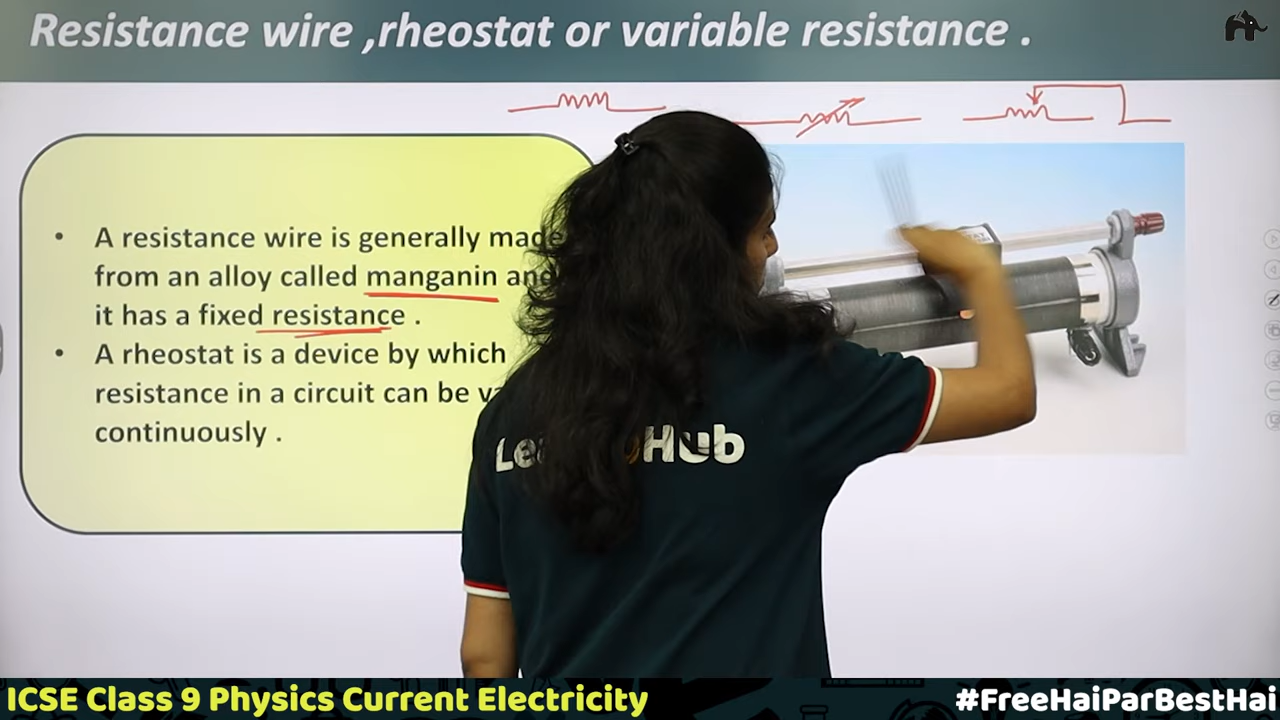 Resistance wire ,rheostat or variable resistance .
• A resistance wire is generally made
from an alloy called manganin and
it has a fixed resistance .
• A rheostat is a device by which
resistance in a circuit can be
continuously .
Hub
ICSE Class 9 Physics Current Electricity
#FreeHaiParBestHai